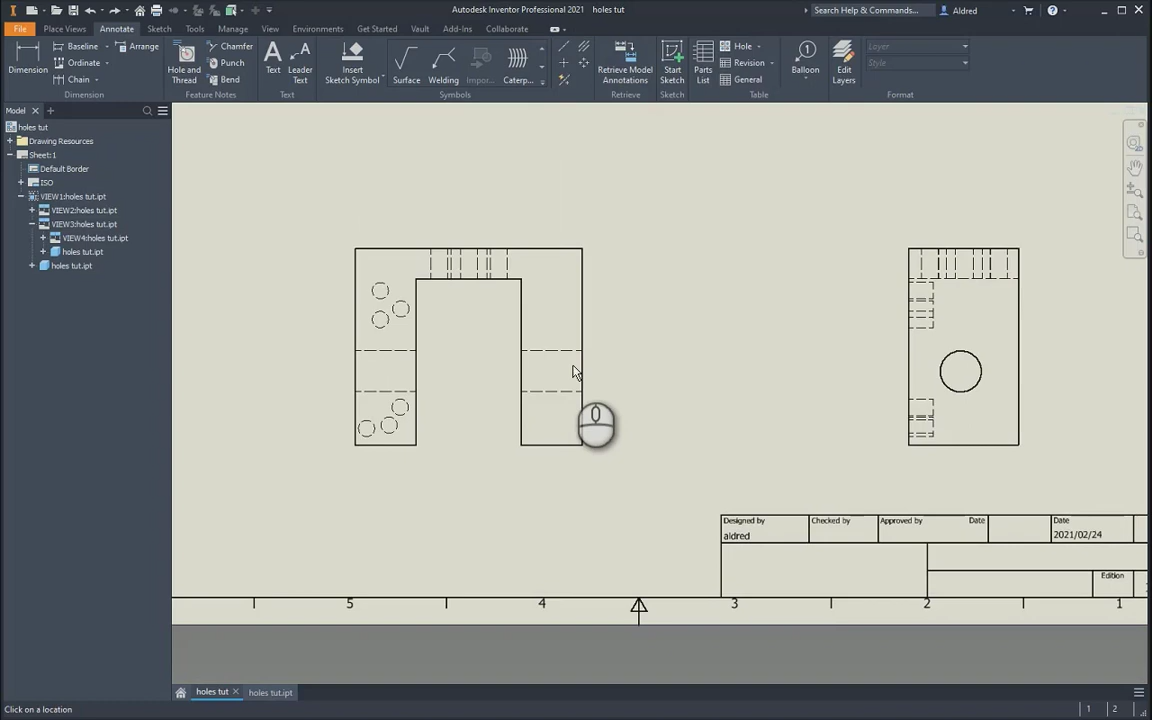 Autodesk Inventor Professional 2021 holes tut
Search Help & Commands...
Aldred
File Place Views Annotate Sketch Tools Manage View Environments Get Started Vault Add-Ins Collaborate
Dimension
Baseline
Ordinate
Chain
Arrange
Dimension
Hole and Thread
Chamfer
Punch
Bend
Feature Notes
Text
Leader Text
Text
Insert Sketch Symbol
Surface
Welding
Impor...
Caterp...
Symbols
Retrieve Model Annotations
Retrieve
Start Sketch
Sketch
Parts List
Hole
Revision
General
Table
Balloon
Edit Layers
Layer
Style
Format
Model
holes tut
Drawing Resources
Sheet:1
Default Border
ISO
VIEW1:holes tut.ipt
VIEW2:holes tut.ipt
VIEW3:holes tut.ipt
VIEW4:holes tut.ipt
holes tut.ipt
holes tut.ipt
Designed by
aldred
Checked by
Approved by
Date
Date
2021/02/24
Edition
5 4 3 2 1
holes tut
holes tut.ipt
Click on a location
1 2